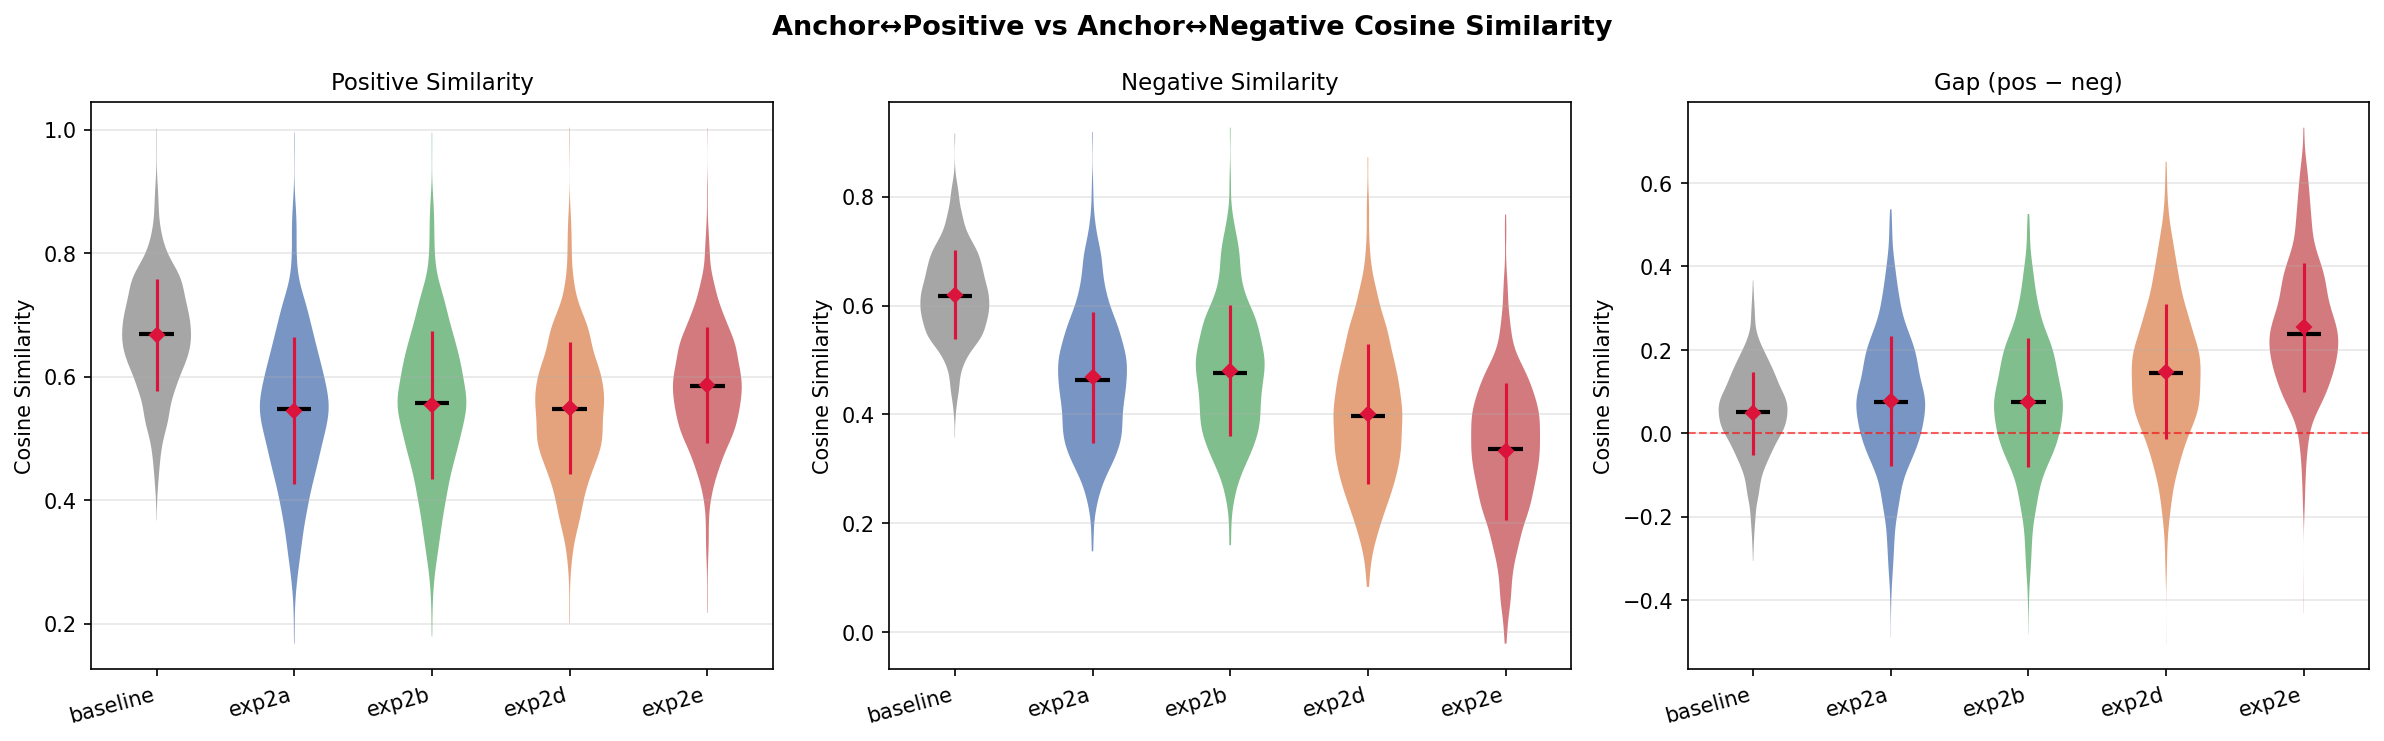 Anchor↔Positive vs Anchor↔Negative Cosine Similarity
Positive Similarity
Cosine Similarity
1.0
0.8
0.6
0.4
0.2
baseline
exp2a
exp2b
exp2d
exp2e
Negative Similarity
Cosine Similarity
0.8
0.6
0.4
0.2
0.0
baseline
exp2a
exp2b
exp2d
exp2e
Gap (pos − neg)
Cosine Similarity
0.6
0.4
0.2
0.0
−0.2
−0.4
baseline
exp2a
exp2b
exp2d
exp2e